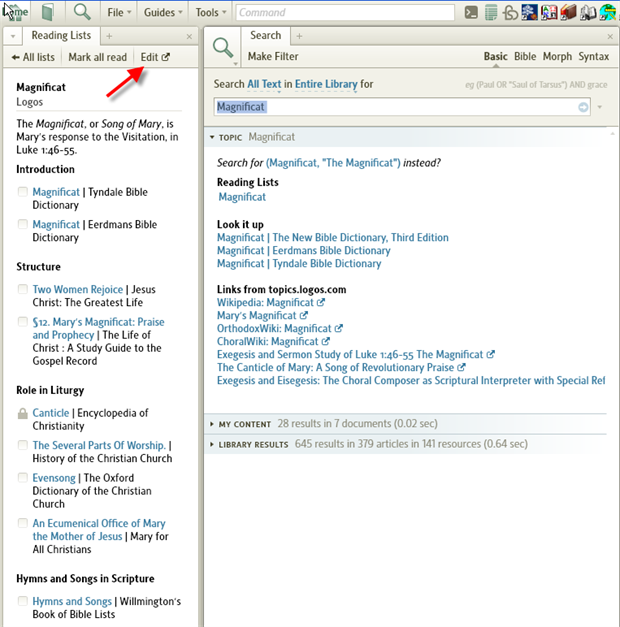 Home
File
Guides
Tools
Command
Reading Lists
All lists
Mark all read
Edit
Magnificat
Logos
The Magnificat, or Song of Mary, is
Mary's response to the Visitation, in
Luke 1:46-55.
Introduction
Magnificat | Tyndale Bible
Dictionary
Magnificat | Eerdmans Bible
Dictionary
Structure
Two Women Rejoice | Jesus
Christ: The Greatest Life
§12. Mary's Magnificat: Praise
and Prophecy | The Life of
Christ : A Study Guide to the
Gospel Record
Role in Liturgy
Canticle | Encyclopedia of
Christianity
The Several Parts Of Worship. |
History of the Christian Church
Evensong | The Oxford
Dictionary of the Christian
Church
An Ecumenical Office of Mary
the Mother of Jesus | Mary for
All Christians
Hymns and Songs in Scripture
Hymns and Songs | Willmington's
Book of Bible Lists
Search
Make Filter
Basic Bible Morph Syntax
Search All Text in Entire Library for
eg (Paul OR "Saul of Tarsus") AND grace
Magnificat
TOPIC Magnificat
Search for (Magnificat, "The Magnificat") instead?
Reading Lists
Magnificat
Look it up
Magnificat | The New Bible Dictionary, Third Edition
Magnificat | Eerdmans Bible Dictionary
Magnificat | Tyndale Bible Dictionary
Links from topics.logos.com
Wikipedia: Magnificat
Mary's Magnificat
OrthodoxWiki: Magnificat
ChoralWiki: Magnificat
Exegesis and Sermon Study of Luke 1:46-55 The Magnificat
The Canticle of Mary: A Song of Revolutionary Praise
Exegesis and Eisegesis: The Choral Composer as Scriptural Interpreter with Special Ref
MY CONTENT 28 results in 7 documents (0.02 sec)
LIBRARY RESULTS 645 results in 379 articles in 141 resources (0.64 sec)